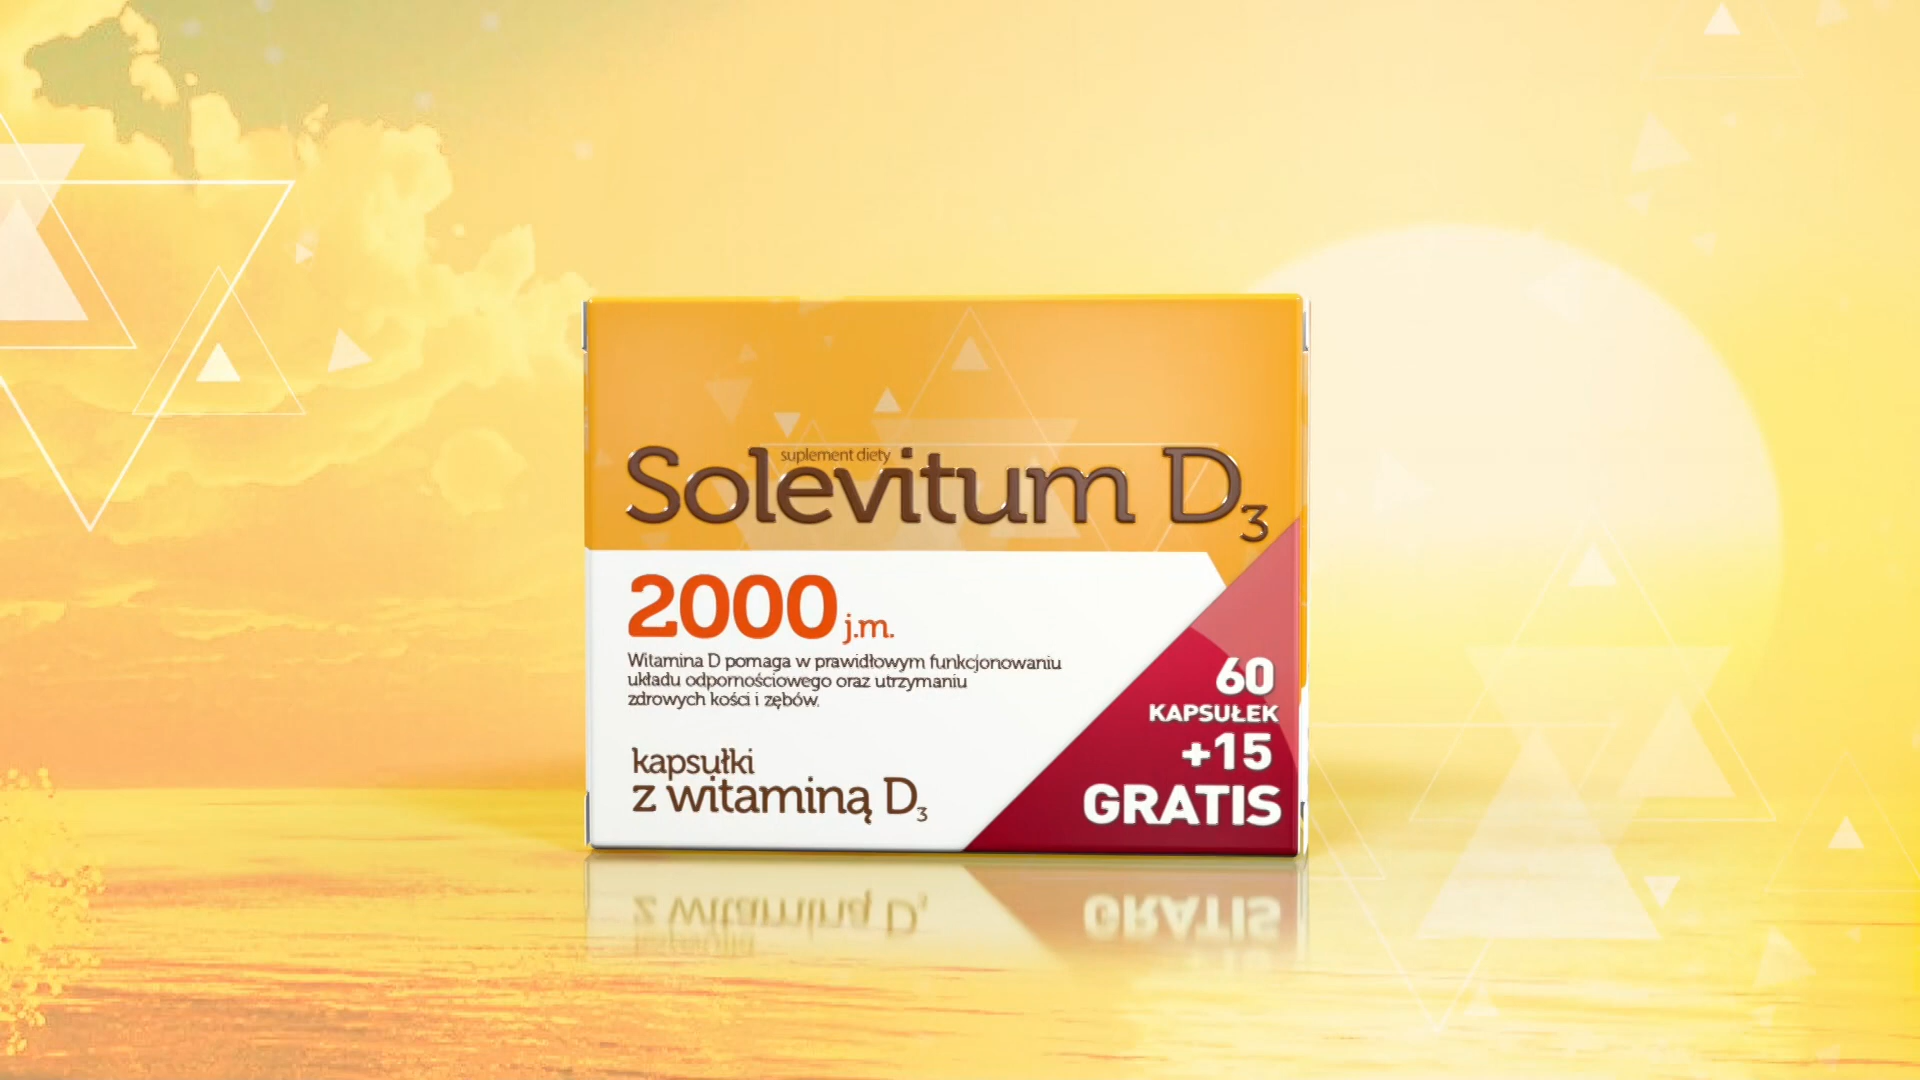 suplement diety
Solevitum D₃
2000 j.m.
Witamina D pomaga w prawidłowym funkcjonowaniu
układu odpornościowego oraz utrzymaniu
zdrowych kości i zębów.
kapsułki
z witaminą D₃
60
KAPSUŁEK
+15
GRATIS